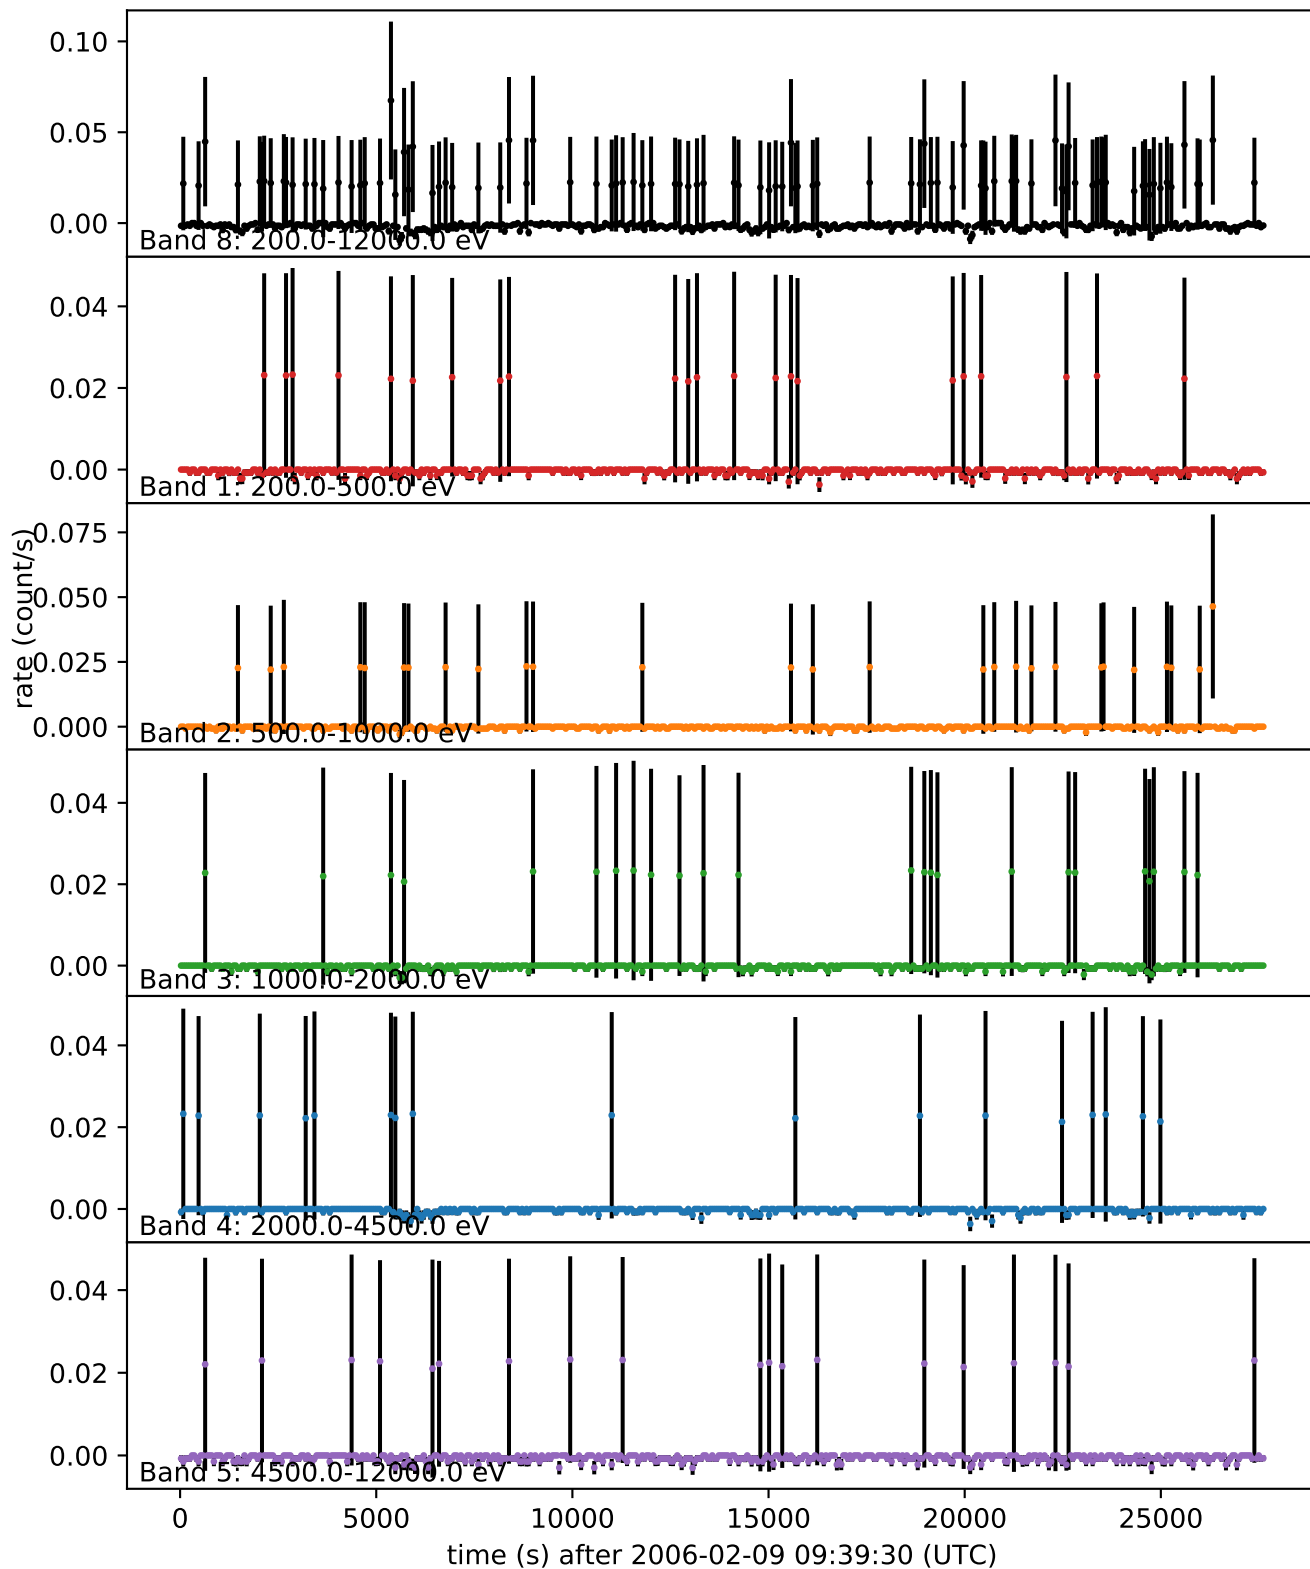 0.10
0.05
0.00
Band 8: 200.0-12000.0 eV
0.04
0.02
0.00
Band 1: 200.0-500.0 eV
rate (count/s)
0.075
0.050
0.025
0.000
Band 2: 500.0-1000.0 eV
0.04
0.02
0.00
Band 3: 1000.0-2000.0 eV
0.04
0.02
0.00
Band 4: 2000.0-4500.0 eV
0.04
0.02
0.00
Band 5: 4500.0-12000.0 eV
0 5000 10000 15000 20000 25000
time (s) after 2006-02-09 09:39:30 (UTC)